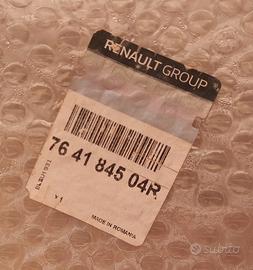 RENAULT GROUP
76 41 845 04R
MADE IN ROMANIA
subito